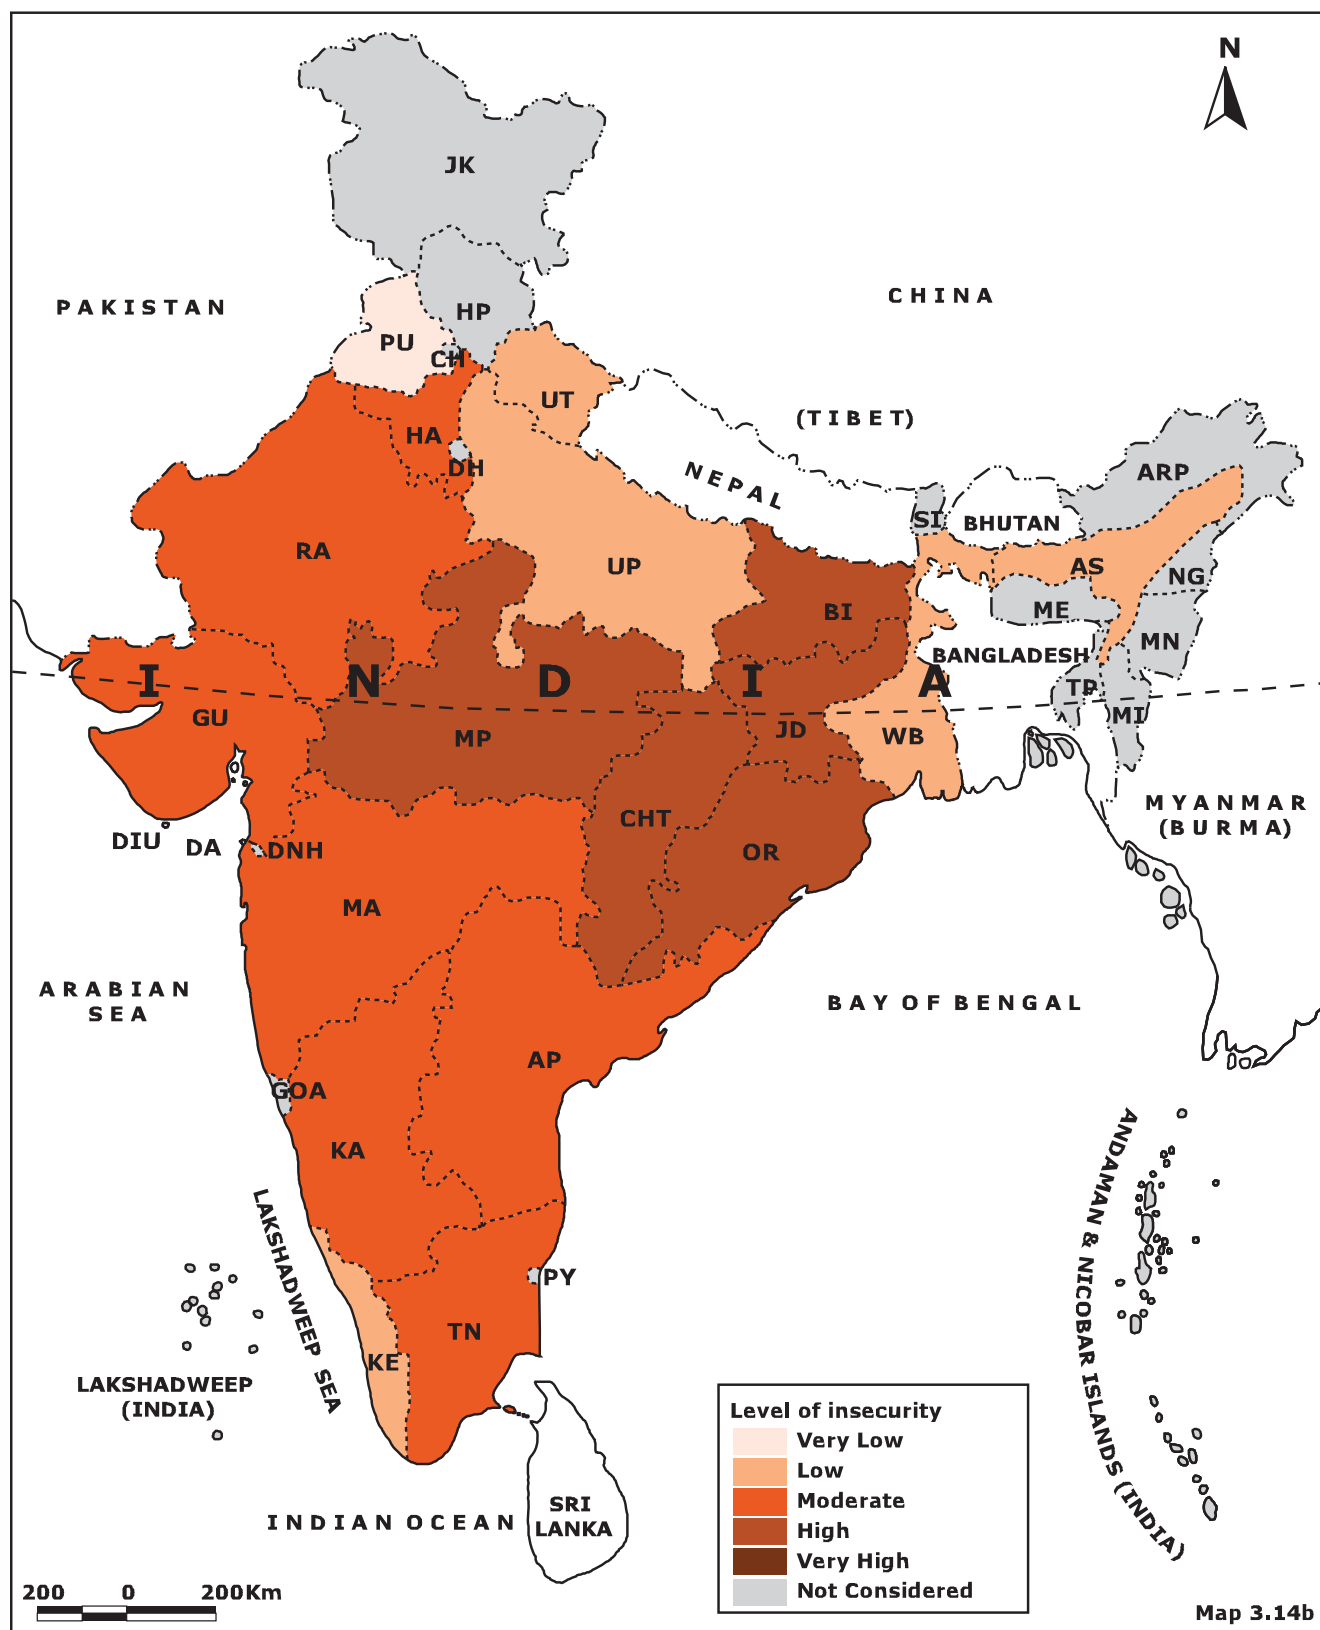 N
JK
PAKISTAN
HP
CHINA
PU
CH
UT
(TIBET)
HA
DH
NEPAL
ARP
SI
BHUTAN
RA
UP
AS
NG
BI
ME
MN
BANGLADESH
I N D I A
TP
GU
MI
MP
JD
WB
MYANMAR
(BURMA)
CHT
DIU
DA
DNH
OR
MA
ARABIAN
SEA
BAY OF BENGAL
AP
GOA
KA
ANDAMAN & NICOBAR ISLANDS (INDIA)
LAKSHADWEEP SEA
PY
TN
KE
LAKSHADWEEP
(INDIA)
INDIAN OCEAN
SRI
LANKA
Level of insecurity
Very Low
Low
Moderate
High
Very High
Not Considered
200 0 200Km
Map 3.14b